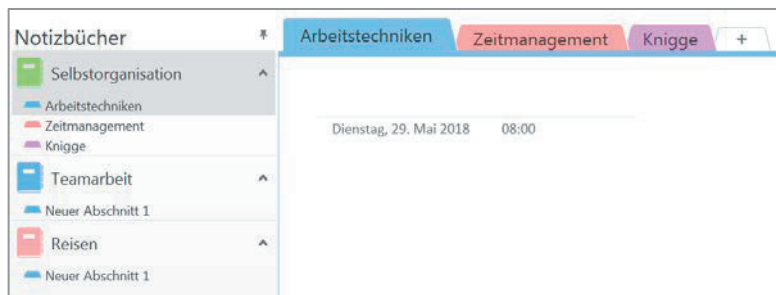 Notizbücher
Selbstorganisation
Arbeitstechniken
Zeitmanagement
Knigge
Teamarbeit
Neuer Abschnitt 1
Reisen
Neuer Abschnitt 1
Arbeitstechniken Zeitmanagement Knigge +
Dienstag, 29. Mai 2018 08:00